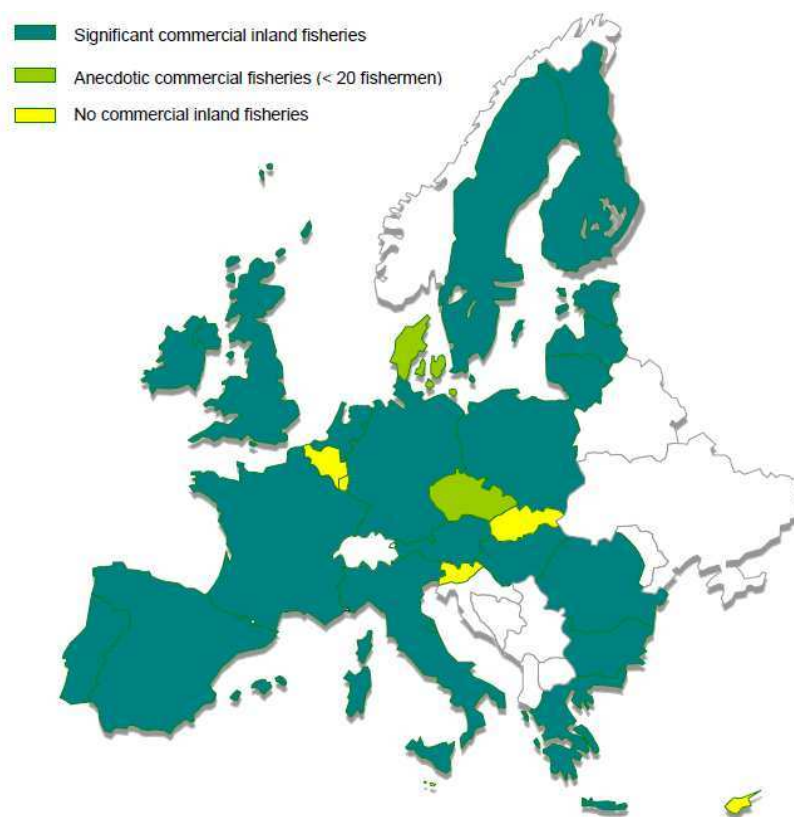 Significant commercial inland fisheries
Anecdotic commercial fisheries (< 20 fishermen)
No commercial inland fisheries